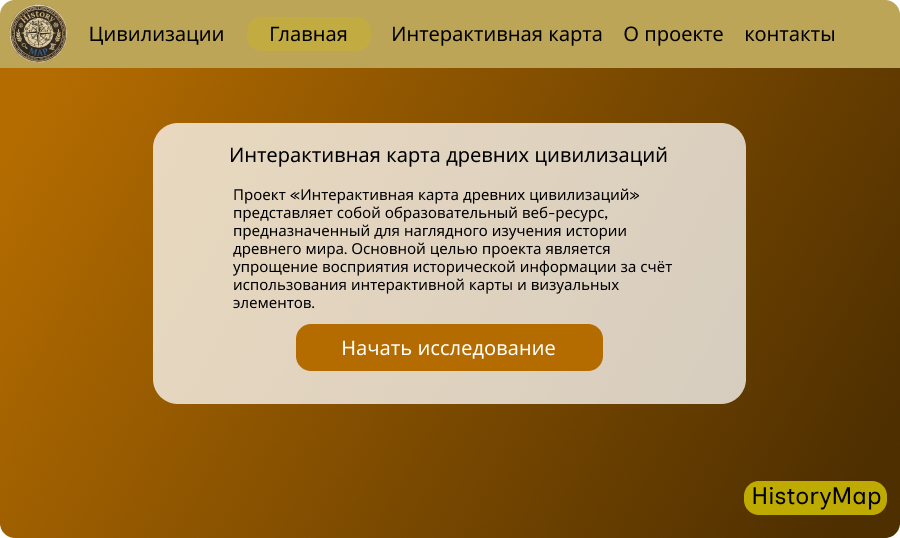 History
MAP
Цивилизации
Главная
Интерактивная карта
О проекте
контакты
Интерактивная карта древних цивилизаций
Проект «Интерактивная карта древних цивилизаций»
представляет собой образовательный веб-ресурс,
предназначенный для наглядного изучения истории
древнего мира. Основной целью проекта является
упрощение восприятия исторической информации за счёт
использования интерактивной карты и визуальных
элементов.
Начать исследование
HistoryMap